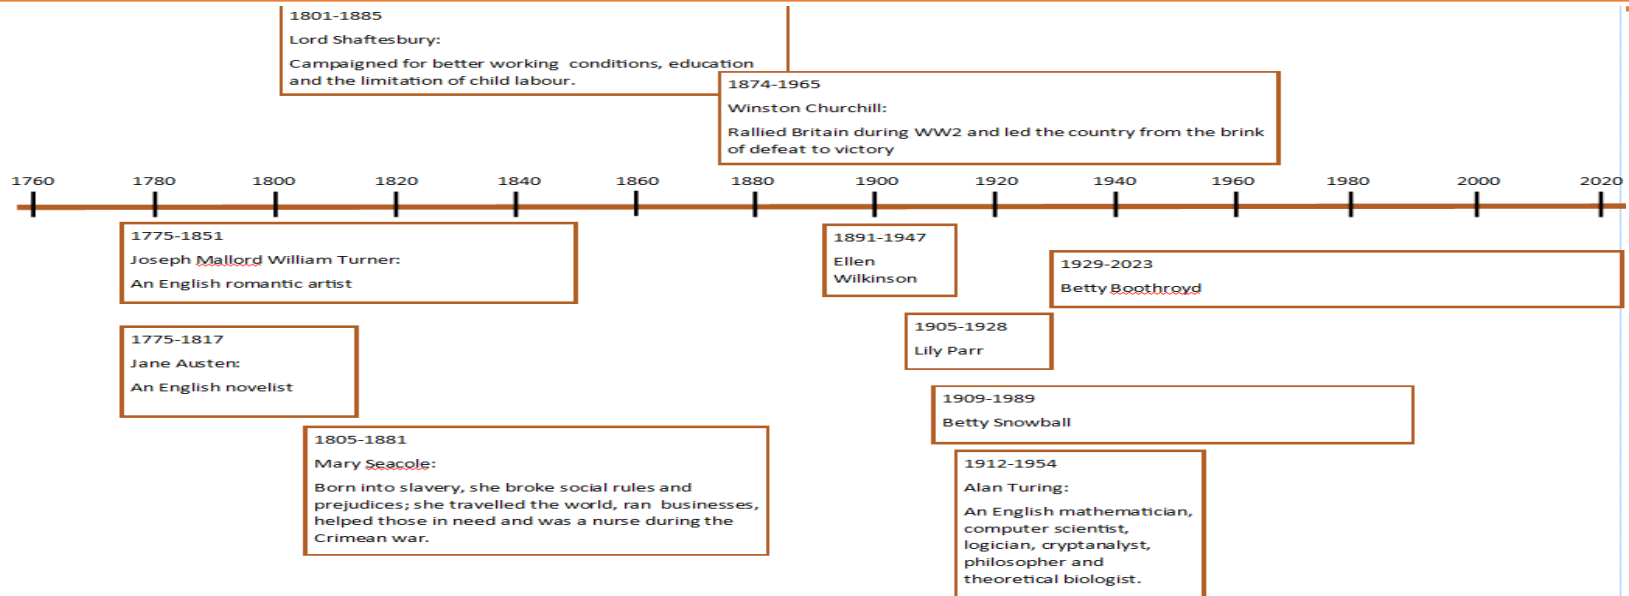 1801-1885
Lord Shaftesbury:
Campaigned for better working conditions, education
and the limitation of child labour.
1874-1965
Winston Churchill:
Rallied Britain during WW2 and led the country from the brink
of defeat to victory
1760 1780 1800 1820 1840 1860 1880 1900 1920 1940 1960 1980 2000 2020
1775-1851
Joseph Mallord William Turner:
An English romantic artist
1891-1947
Ellen
Wilkinson
1929-2023
Betty Boothroyd
1775-1817
Jane Austen:
An English novelist
1905-1928
Lily Parr
1909-1989
Betty Snowball
1805-1881
Mary Seacole:
Born into slavery, she broke social rules and
prejudices; she travelled the world, ran businesses,
helped those in need and was a nurse during the
Crimean war.
1912-1954
Alan Turing:
An English mathematician,
computer scientist,
logician, cryptanalyst,
philosopher and
theoretical biologist.